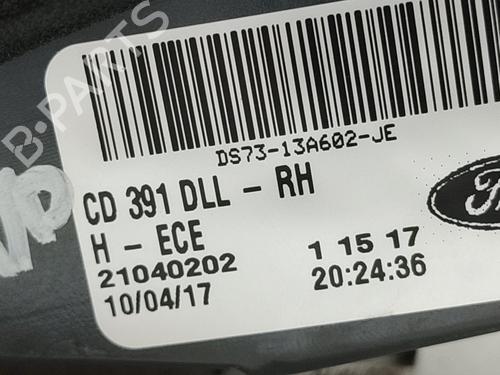 B-PARTS
DS73-13A602-JE
CD 391 DLL - RH
H - ECE
21040202
1 15 17
10/04/17
20:24:36